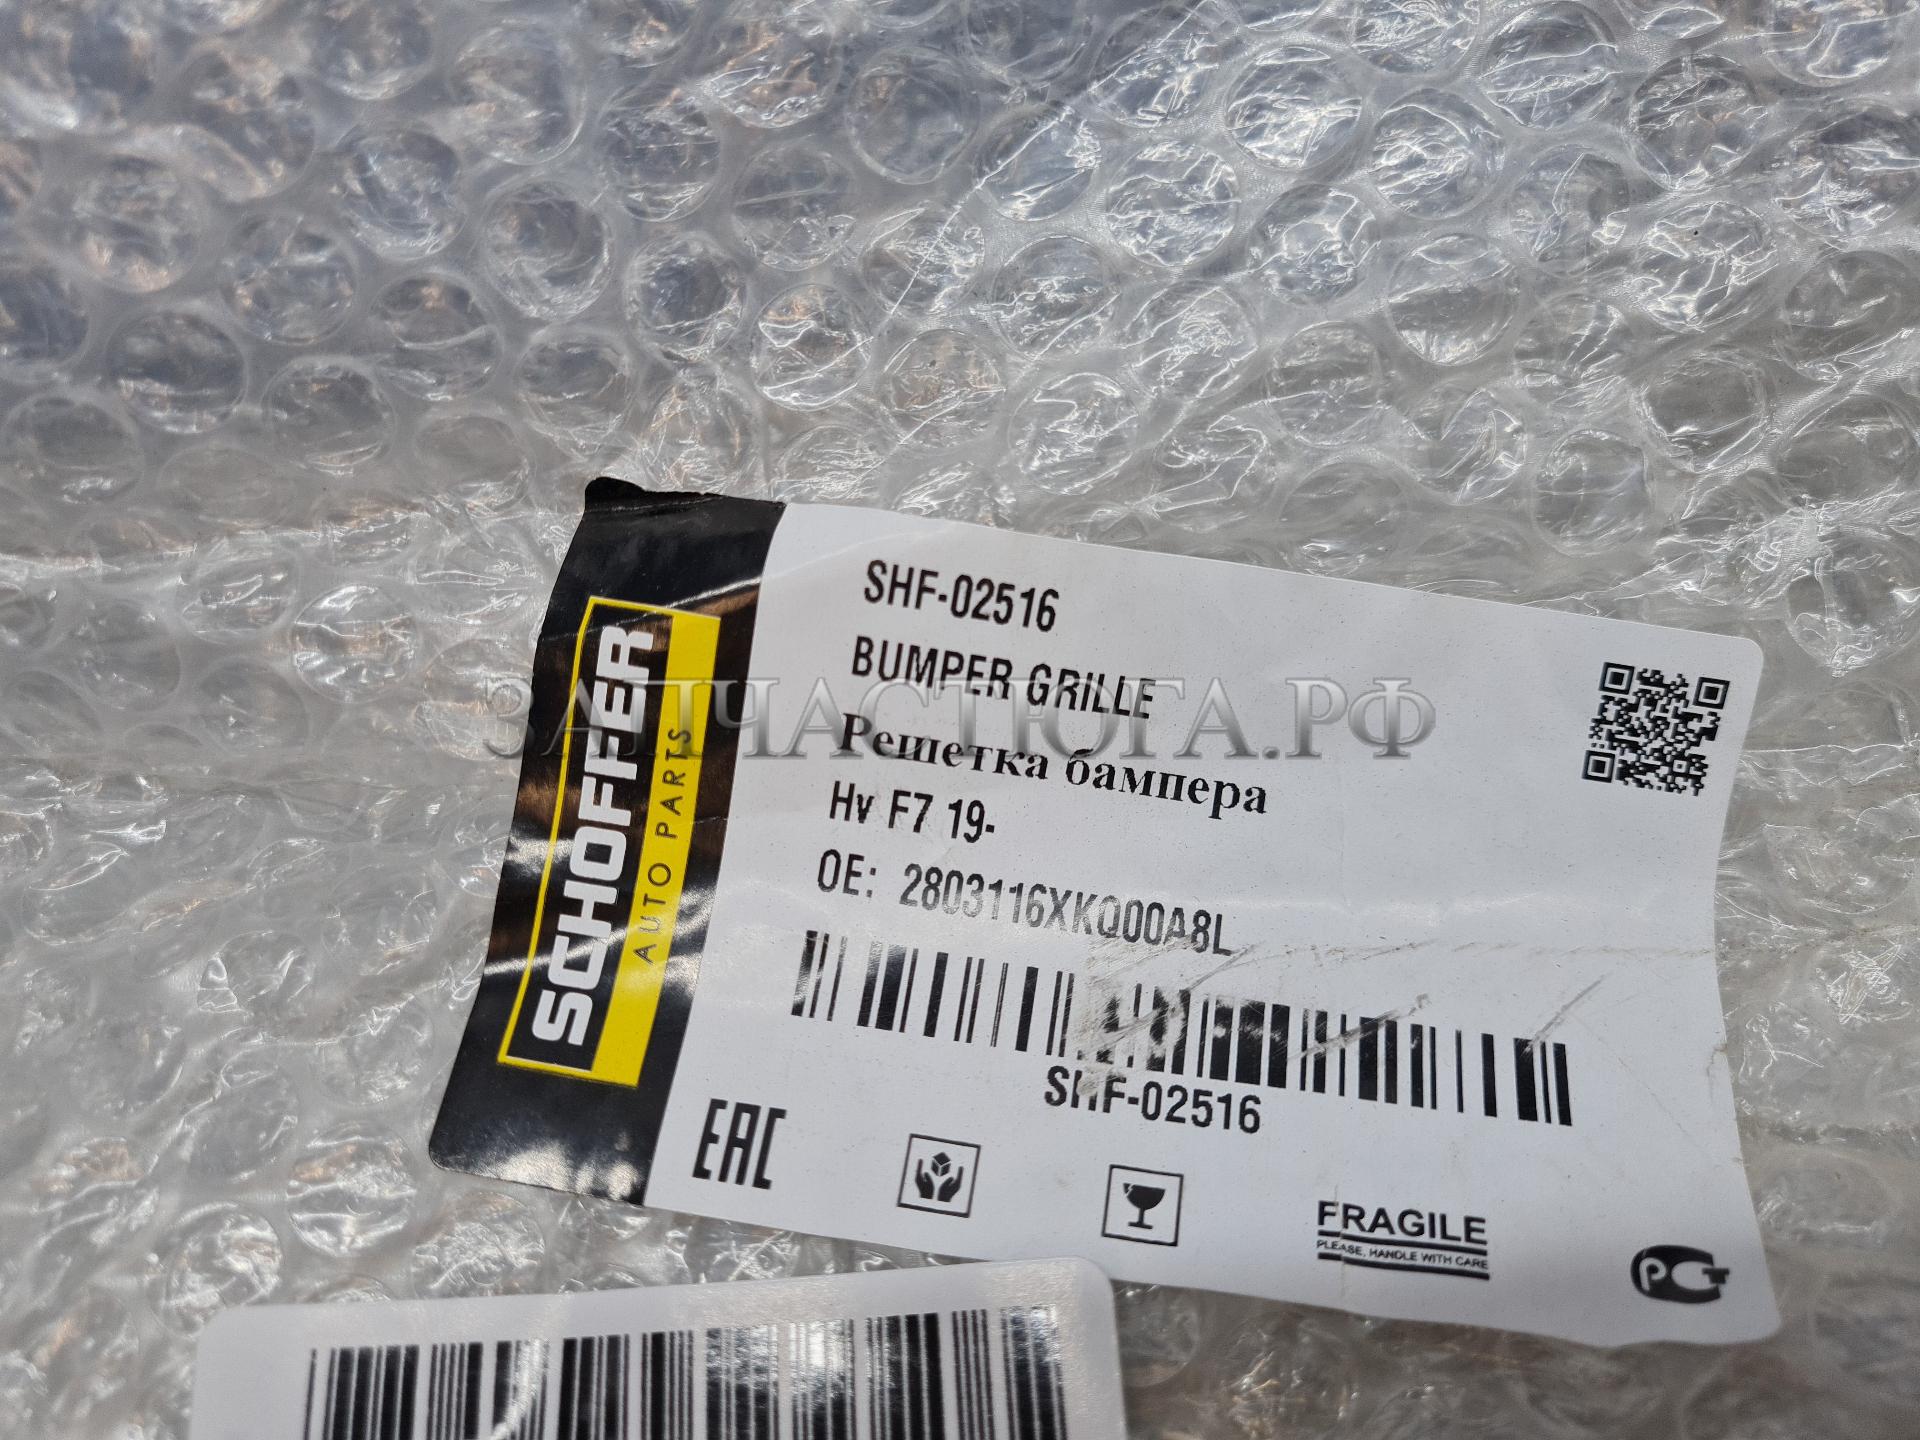 SHF-02516
BUMPER GRILLE
Решетка бампера
Hv F7 19-
OE: 2803116XKQ00A8L
SHF-02516
SCHOFFER
AUTO PARTS
ЗАПЧАСТЮГА.РФ
EAC
FRAGILE
PLEASE, HANDLE WITH CARE
РСТ